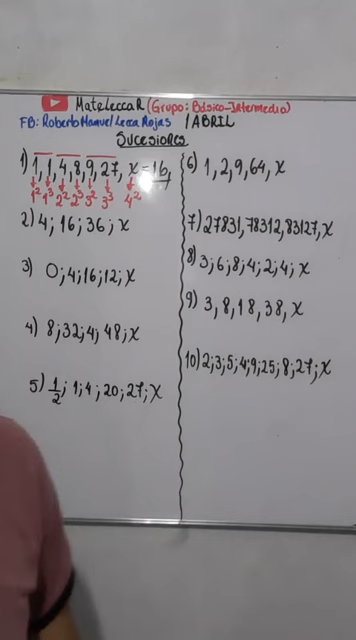 MateLeccaR (Grupo: Básico-Intermedio)
FB: Roberto Manuel Lecca Rojas / ABRIL
Sucesiones
1) 1, 1, 4, 8, 9, 27, x = 16
1² 1³ 2² 2³ 3² 3³ 4²
2) 4; 16; 36; x
3) 0; 4; 16; 12; x
4) 8; 32; 4; 48; x
5) 1/2; 1; 4; 20; 27; x
6) 1, 2, 9, 64, x
7) 27831, 78312, 83127, x
8) 3; 6; 8; 4; 2; 4; x
9) 3, 8, 18, 38, x
10) 2; 3; 5; 4; 9; 25; 8; 27; x